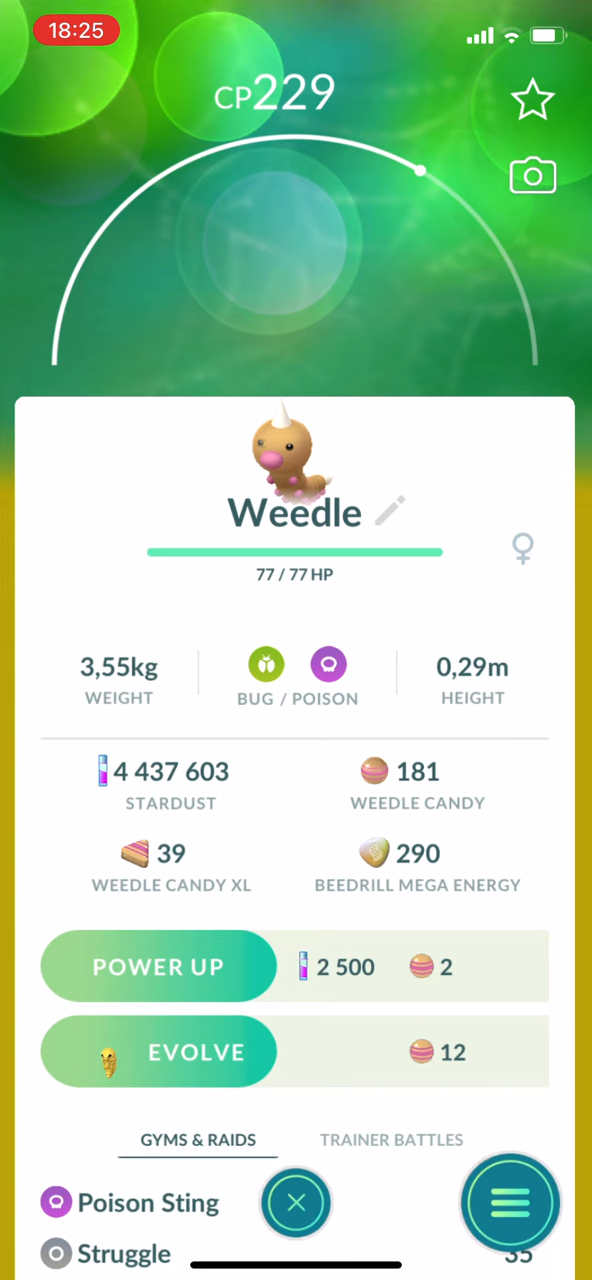 18:25
CP229
Weedle
77 / 77 HP
3,55kg
WEIGHT
BUG / POISON
0,29m
HEIGHT
4 437 603
STARDUST
181
WEEDLE CANDY
39
WEEDLE CANDY XL
290
BEEDRILL MEGA ENERGY
POWER UP 2 500 2
EVOLVE 12
GYMS & RAIDS TRAINER BATTLES
Poison Sting
Struggle 35